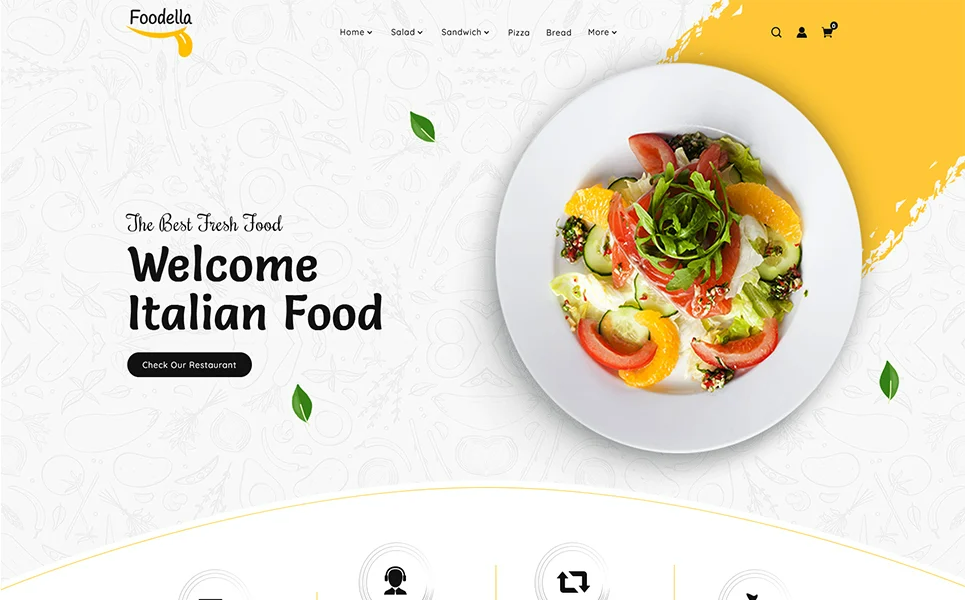 Foodella
Home
Salad
Sandwich
Pizza
Bread
More
0
The Best Fresh Food
Welcome
Italian Food
Check Our Restaurant